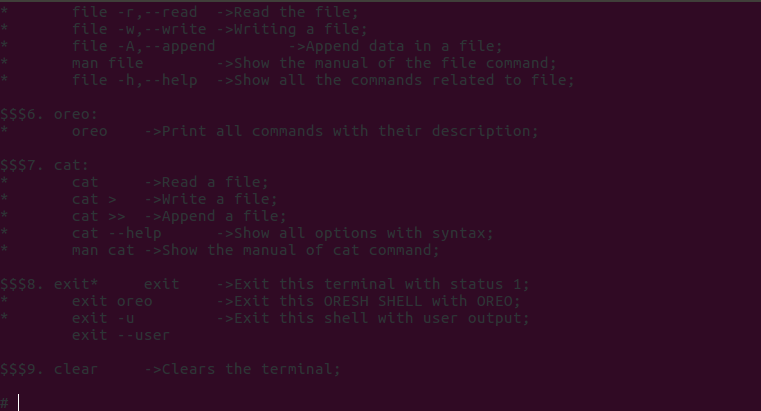 *       file -r,--read  ->Read the file;
*       file -w,--write ->Writing a file;
*       file -A,--append        ->Append data in a file;
*       man file        ->Show the manual of the file command;
*       file -h,--help  ->Show all the commands related to file;
$$$6. oreo:
*       oreo    ->Print all commands with their description;
$$$7. cat:
*       cat     ->Read a file;
*       cat >   ->Write a file;
*       cat >>  ->Append a file;
*       cat --help      ->Show all options with syntax;
*       man cat ->Show the manual of cat command;
$$$8. exit*     exit    ->Exit this terminal with status 1;
*       exit oreo       ->Exit this ORESH SHELL with OREO;
*       exit -u         ->Exit this shell with user output;
        exit --user
$$$9. clear     ->Clears the terminal;
#